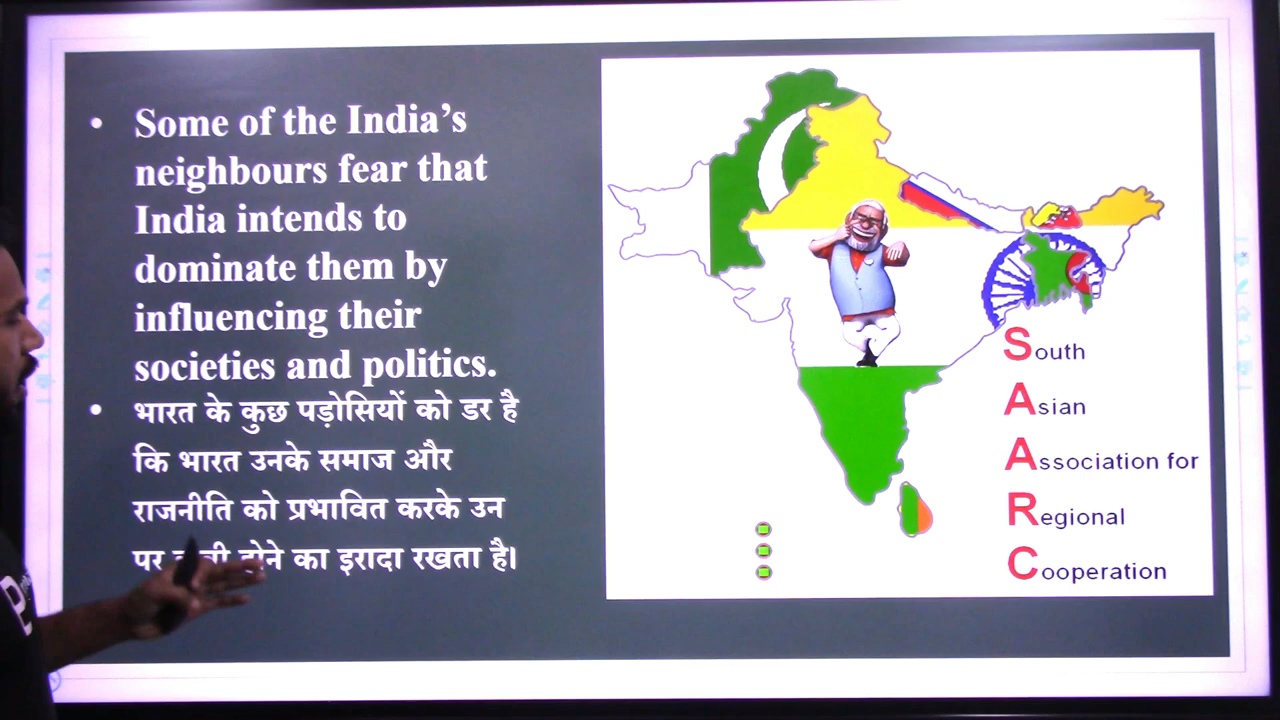 • Some of the India's
neighbours fear that
India intends to
dominate them by
influencing their
societies and politics.
• भारत के कुछ पड़ोसियों को डर है
कि भारत उनके समाज और
राजनीति को प्रभावित करके उन
पर होने का इरादा रखता है।
South
Asian
Association for
Regional
Cooperation